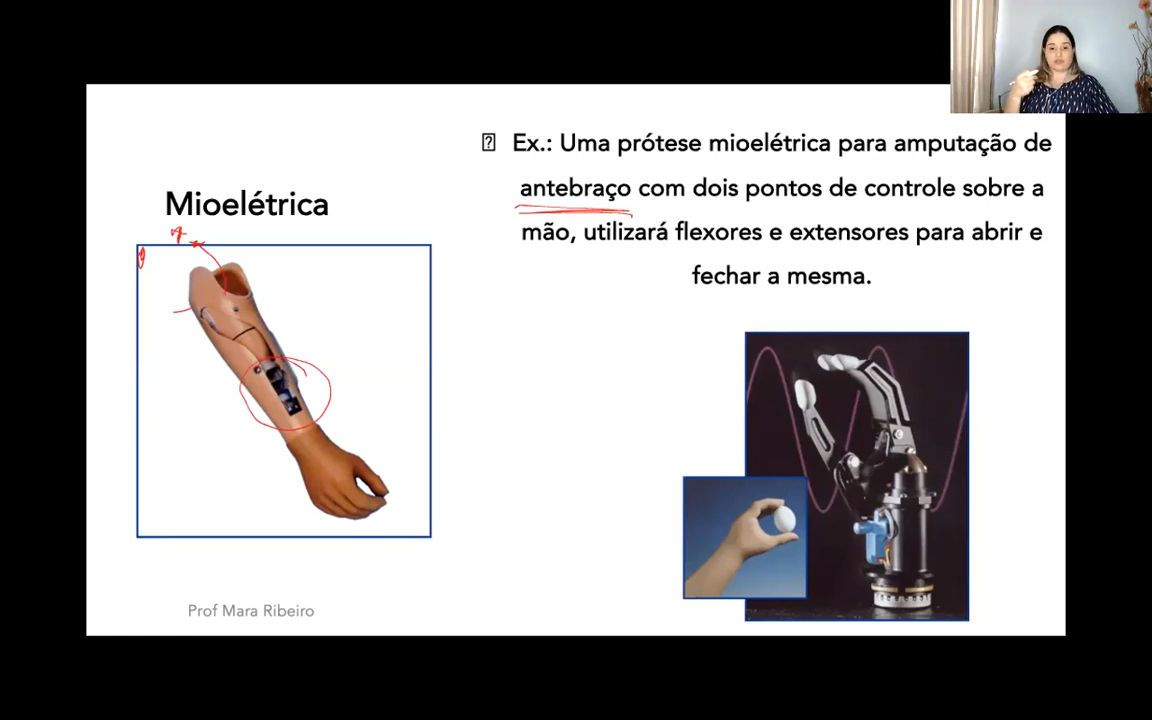 Ex.: Uma prótese mioelétrica para amputação de
antebraço com dois pontos de controle sobre a
mão, utilizará flexores e extensores para abrir e
fechar a mesma.
Mioelétrica
Prof Mara Ribeiro